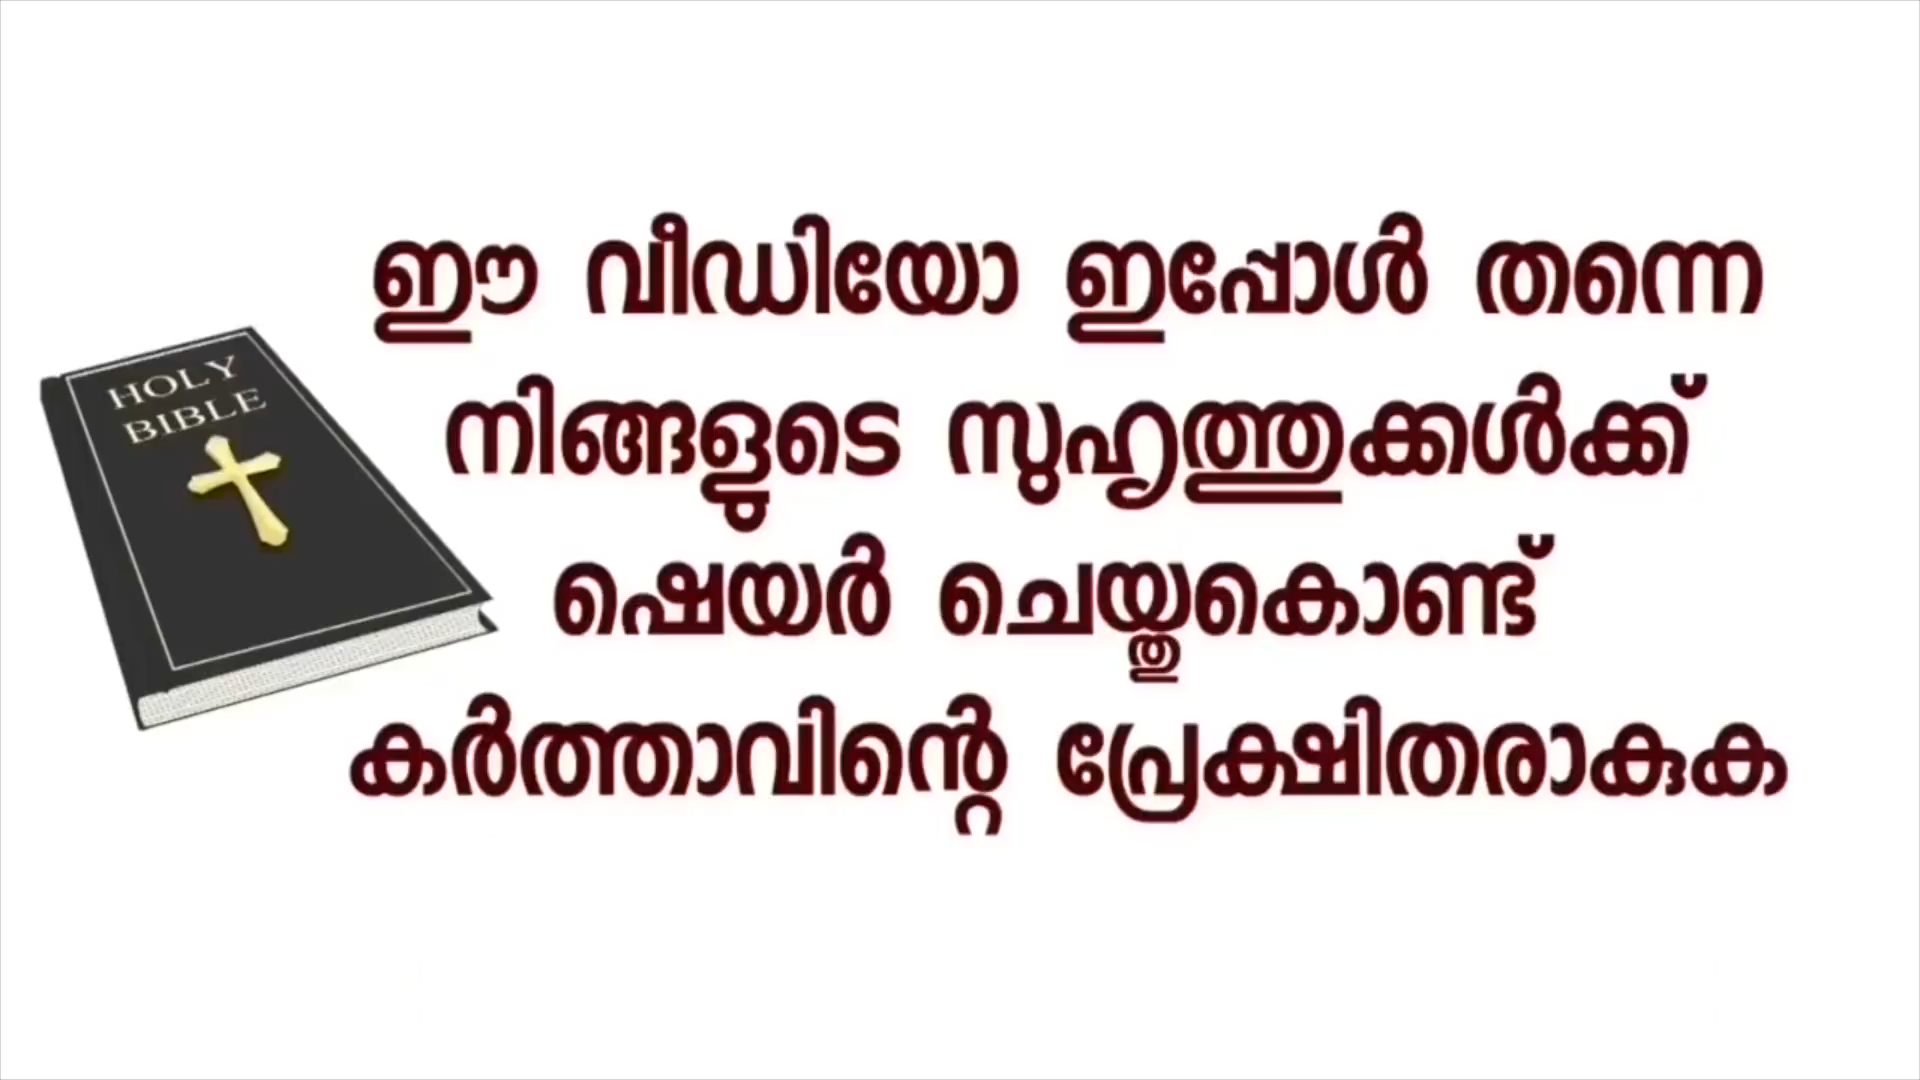 ഈ വീഡിയോ ഇപ്പോൾ തന്നെ
നിങ്ങളുടെ സുഹൃത്തുക്കൾക്ക്
ഷെയർ ചെയ്തുകൊണ്ട്
കർത്താവിന്റെ പ്രേക്ഷിതരാകുക
HOLY
BIBLE